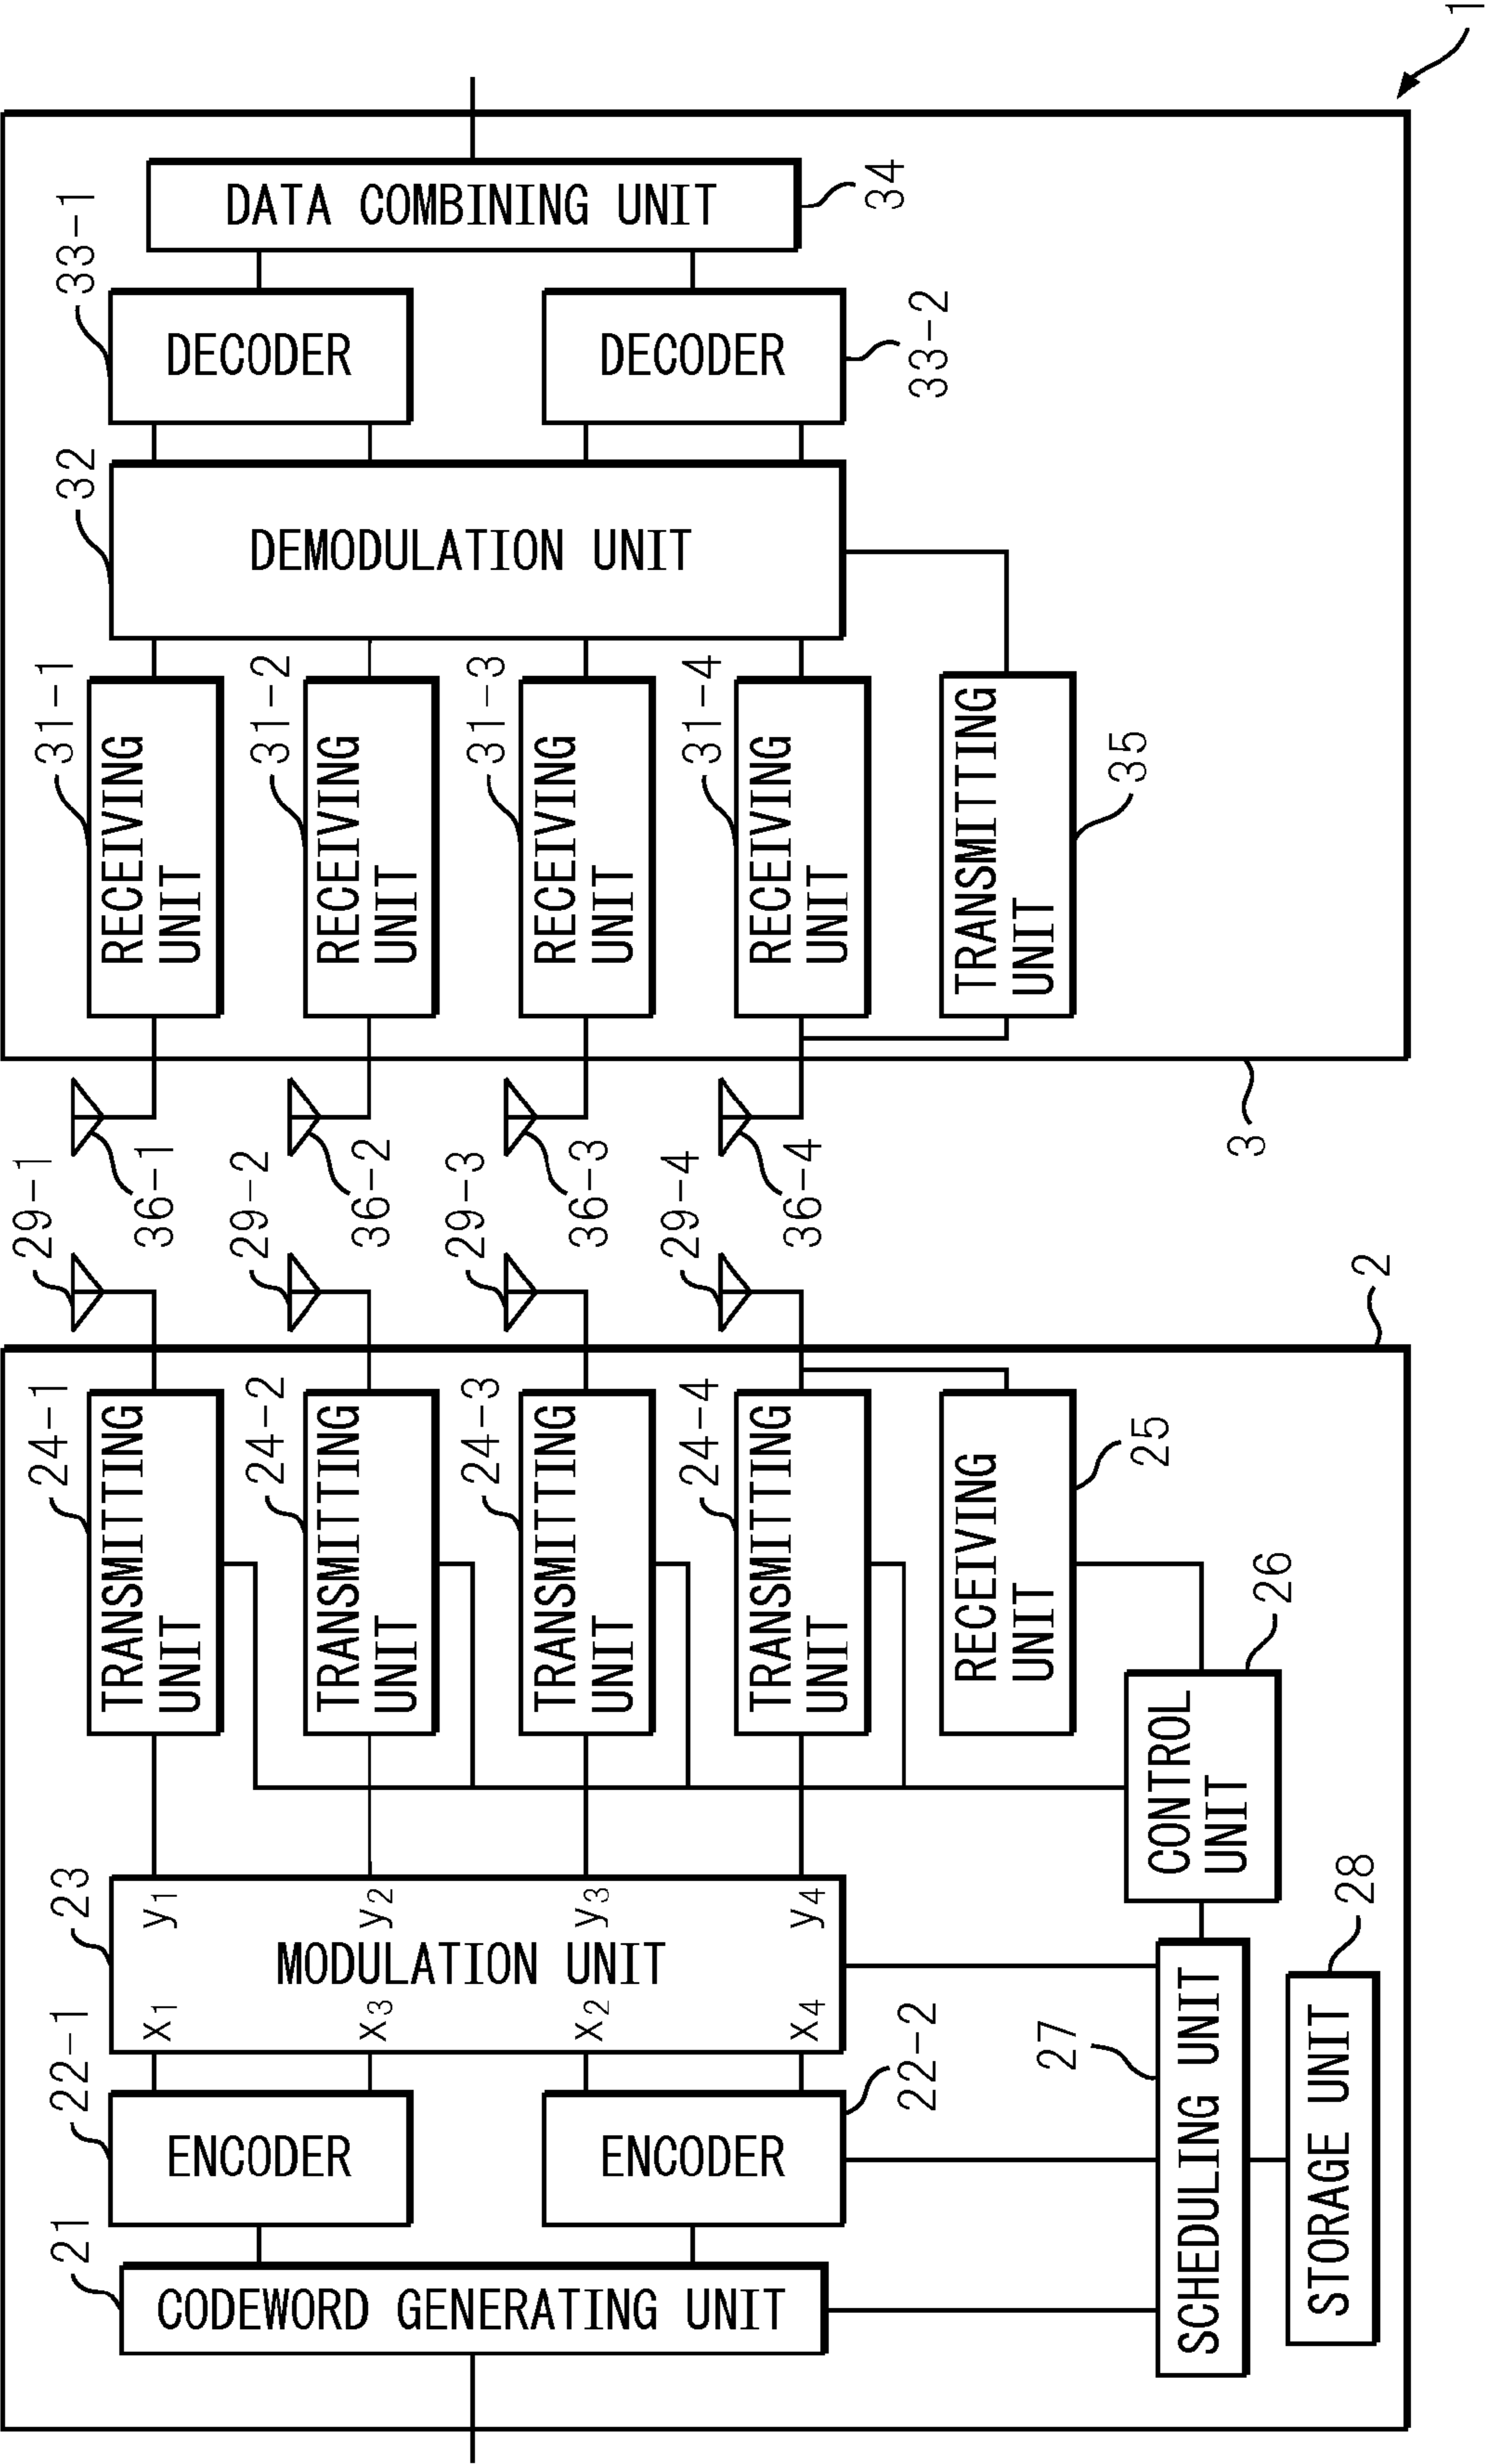 1
2
29-1
29-2
29-3
29-4
36-1
36-2
36-3
36-4
3
21
CODEWORD GENERATING UNIT
22-1
ENCODER
ENCODER
22-2
23
x1
x3
x2
x4
MODULATION UNIT
y1
y2
y3
y4
24-1
TRANSMITTING
UNIT
24-2
TRANSMITTING
UNIT
24-3
TRANSMITTING
UNIT
24-4
TRANSMITTING
UNIT
RECEIVING
UNIT
25
CONTROL
UNIT
26
27
SCHEDULING UNIT
28
STORAGE UNIT
31-1
RECEIVING
UNIT
31-2
RECEIVING
UNIT
31-3
RECEIVING
UNIT
31-4
RECEIVING
UNIT
TRANSMITTING
UNIT
35
32
DEMODULATION UNIT
33-1
DECODER
DECODER
33-2
DATA COMBINING UNIT
34